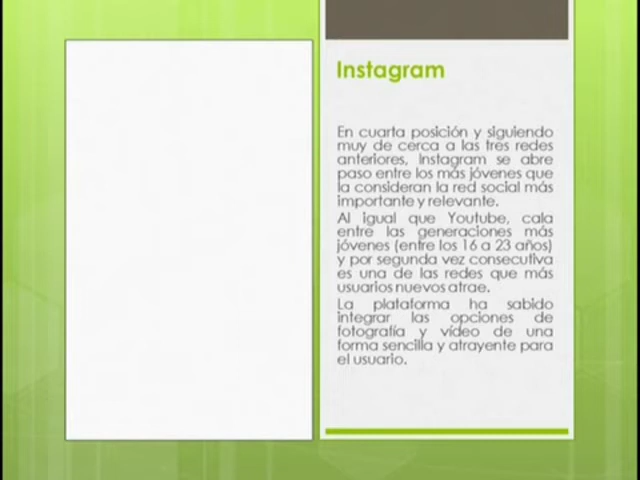 Instagram
En cuarta posición y siguiendo
muy de cerca a las tres redes
anteriores, Instagram se abre
paso entre los más jóvenes que
la consideran la red social más
importante y relevante.
Al igual que Youtube, cala
entre las generaciones más
jóvenes (entre los 16 a 23 años)
y por segunda vez consecutiva
es una de las redes que más
usuarios nuevos atrae.
La plataforma ha sabido
integrar las opciones de
fotografía y vídeo de una
forma sencilla y atrayente para
el usuario.